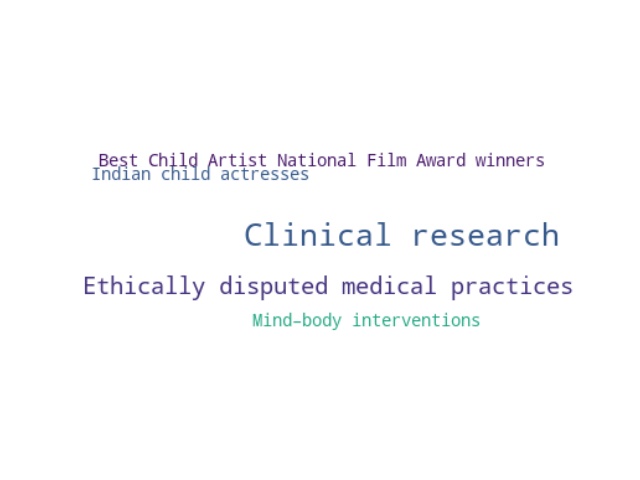 Best Child Artist National Film Award winners
Indian child actresses
Clinical research
Ethically disputed medical practices
Mind–body interventions